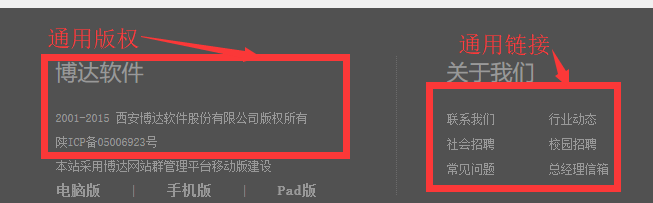 通用版权
博达软件
2001-2015 西安博达软件股份有限公司版权所有
陕ICP备05006923号
本站采用博达网站群管理平台移动版建设
电脑版 | 手机版 | Pad版
通用链接
关于我们
联系我们 行业动态
社会招聘 校园招聘
常见问题 总经理信箱